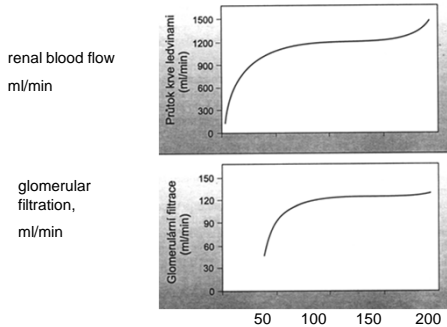 renal blood flow
ml/min
Průtok krve ledvinami
(ml/min)
1500
1200
900
600
300
0
glomerular
filtration,
ml/min
Glomerulární filtrace
(ml/min)
150
120
90
60
30
0
50 100 150 200